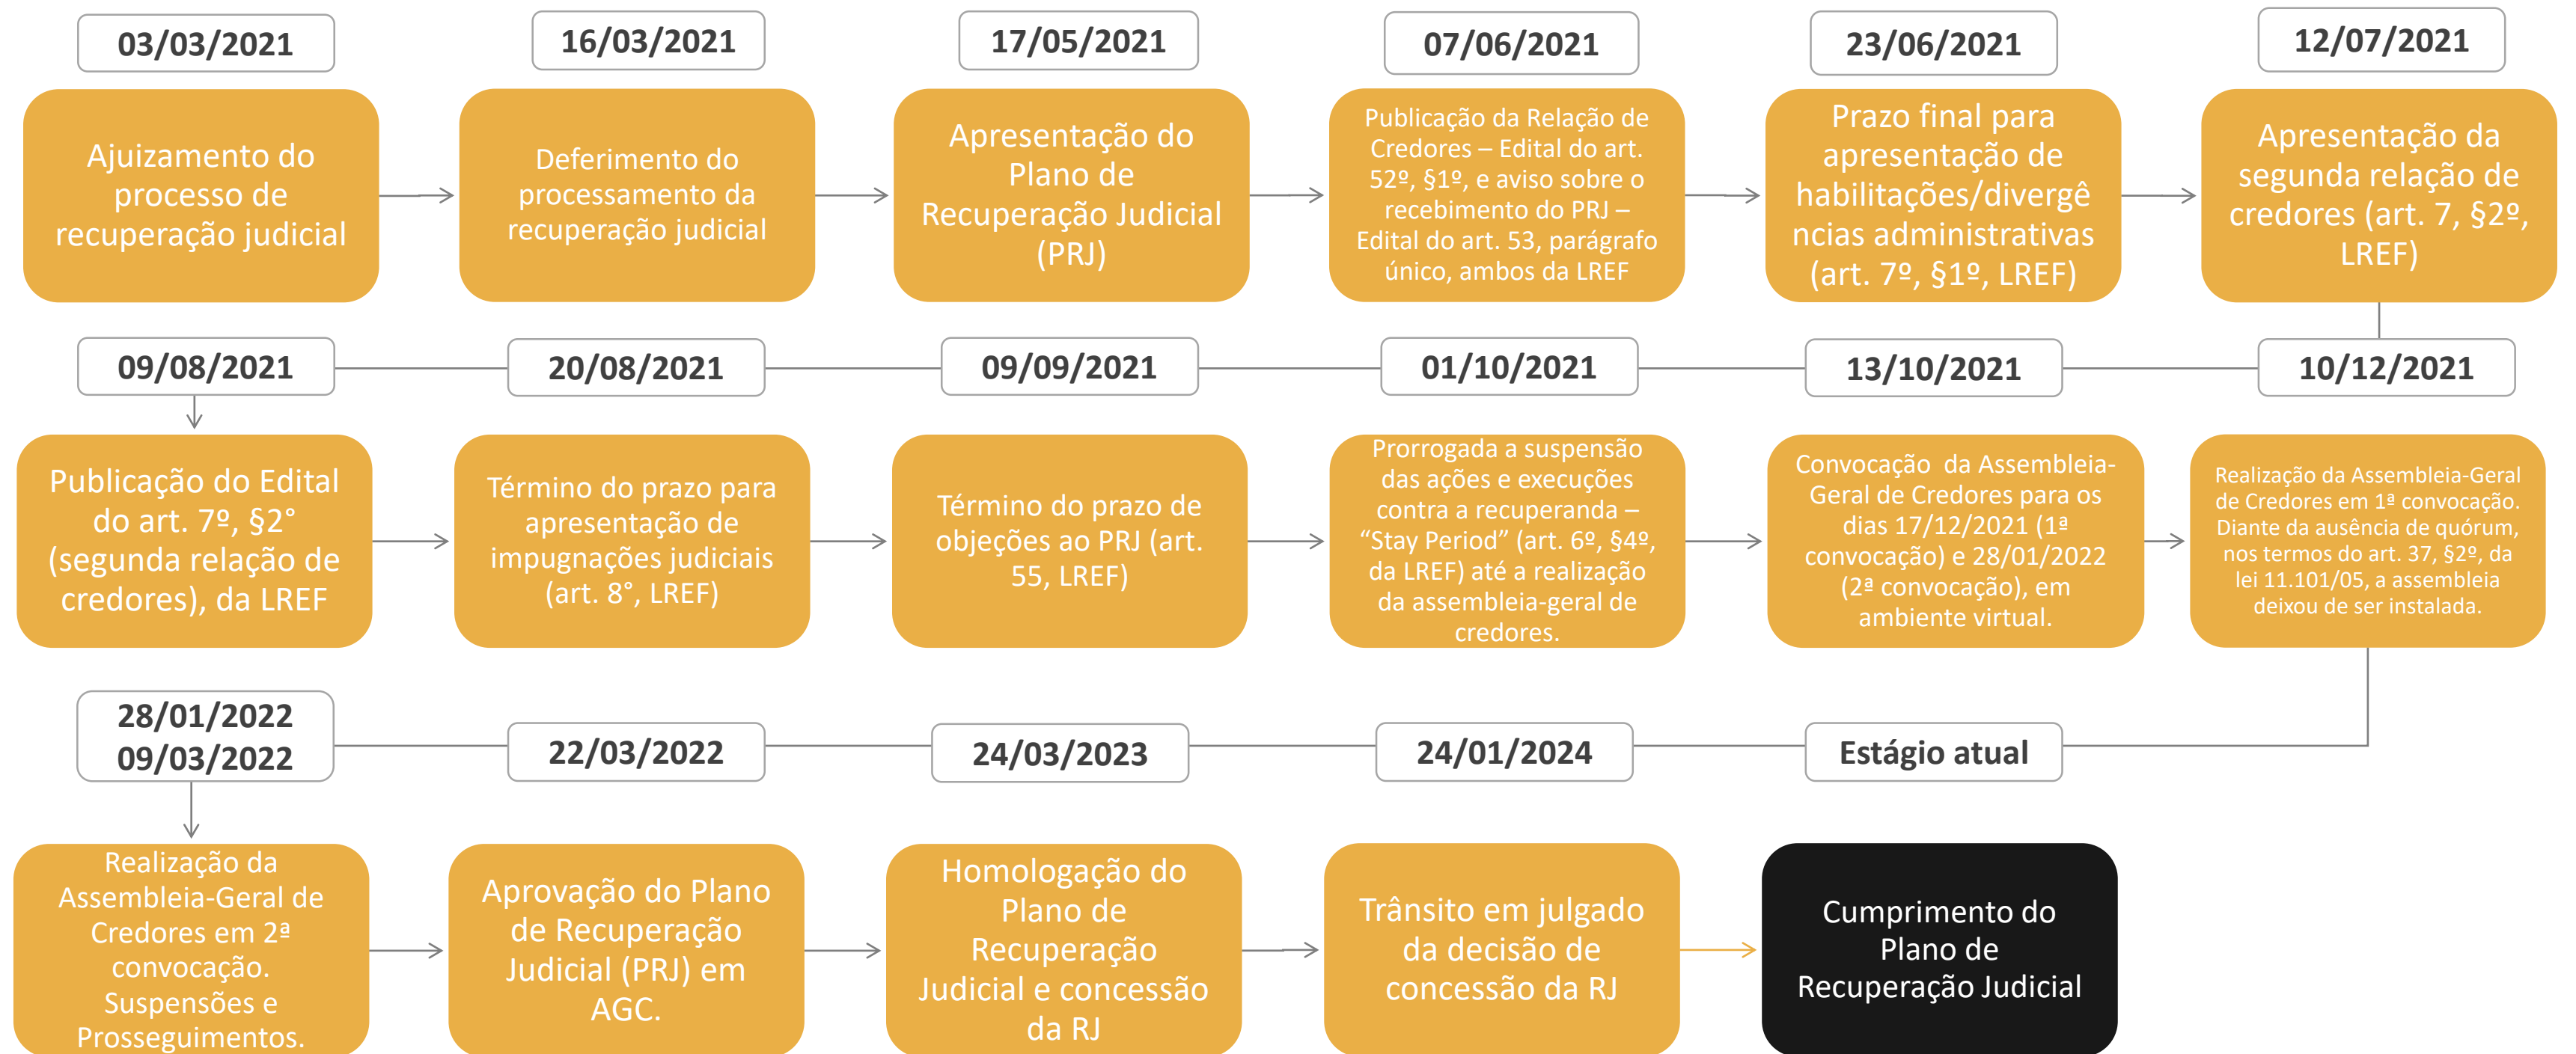 03/03/2021
Ajuizamento do
processo de
recuperação judicial
16/03/2021
Deferimento do
processamento da
recuperação judicial
17/05/2021
Apresentação do
Plano de
Recuperação Judicial
(PRJ)
07/06/2021
Publicação da Relação de
Credores – Edital do art.
52º, §1º, e aviso sobre o
recebimento do PRJ –
Edital do art. 53, parágrafo
único, ambos da LREF
23/06/2021
Prazo final para
apresentação de
habilitações/divergê
ncias administrativas
(art. 7º, §1º, LREF)
12/07/2021
Apresentação da
segunda relação de
credores (art. 7, §2º,
LREF)
09/08/2021
Publicação do Edital
do art. 7º, §2°
(segunda relação de
credores), da LREF
20/08/2021
Término do prazo para
apresentação de
impugnações judiciais
(art. 8°, LREF)
09/09/2021
Término do prazo de
objeções ao PRJ (art.
55, LREF)
01/10/2021
Prorrogada a suspensão
das ações e execuções
contra a recuperanda –
“Stay Period” (art. 6º, §4º,
da LREF) até a realização
da assembleia-geral de
credores.
13/10/2021
Convocação da Assembleia-
Geral de Credores para os
dias 17/12/2021 (1ª
convocação) e 28/01/2022
(2ª convocação), em
ambiente virtual.
10/12/2021
Realização da Assembleia-Geral
de Credores em 1ª convocação.
Diante da ausência de quórum,
nos termos do art. 37, §2º, da
lei 11.101/05, a assembleia
deixou de ser instalada.
28/01/2022
09/03/2022
Realização da
Assembleia-Geral de
Credores em 2ª
convocação.
Suspensões e
Prosseguimentos.
22/03/2022
Aprovação do Plano
de Recuperação
Judicial (PRJ) em
AGC.
24/03/2023
Homologação do
Plano de
Recuperação
Judicial e concessão
da RJ
24/01/2024
Trânsito em julgado
da decisão de
concessão da RJ
Estágio atual
Cumprimento do
Plano de
Recuperação Judicial